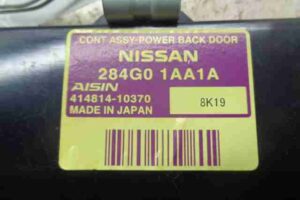 CONT ASSY-POWER BACK DOOR
NISSAN
284G0 1AA1A
AISIN
414814-10370
MADE IN JAPAN
8K19